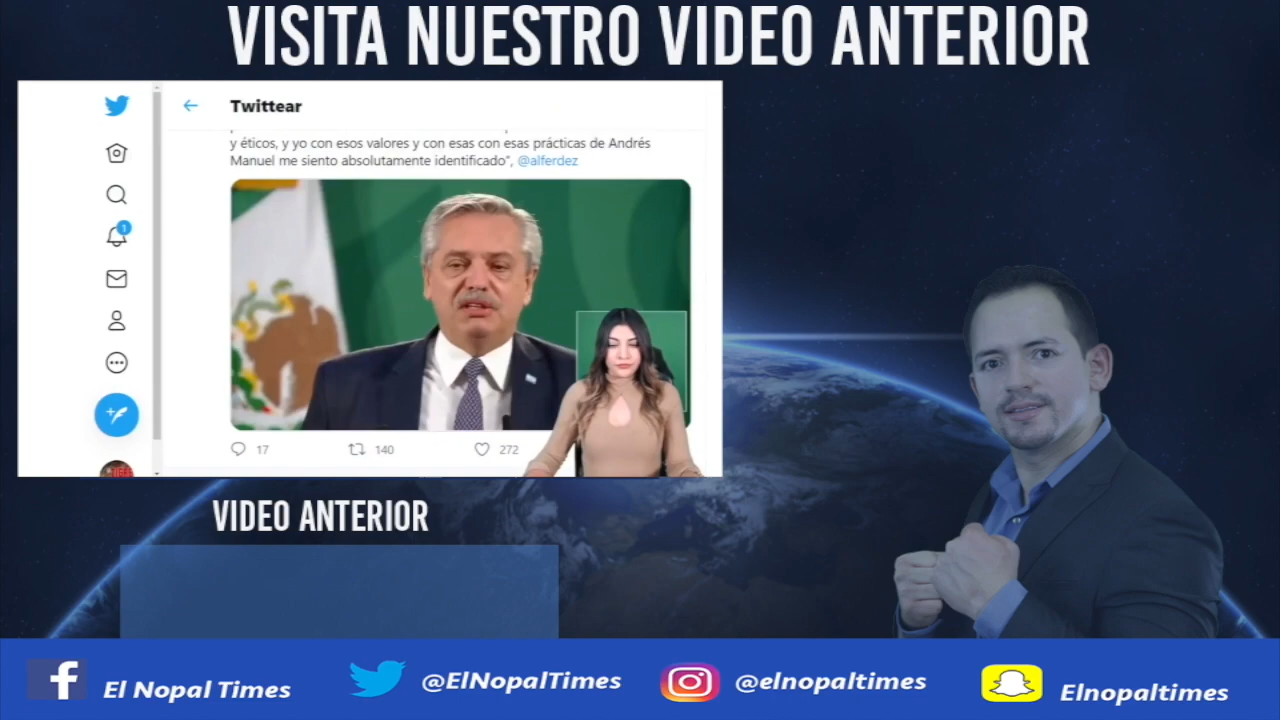 VISITA NUESTRO VIDEO ANTERIOR
Twittear
y éticos, y yo con esos valores y con esas con esas prácticas de Andrés
Manuel me siento absolutamente identificado", @alferdez
1
17 140 272
VIDEO ANTERIOR
El Nopal Times @ElNopalTimes @elnopaltimes Elnopaltimes